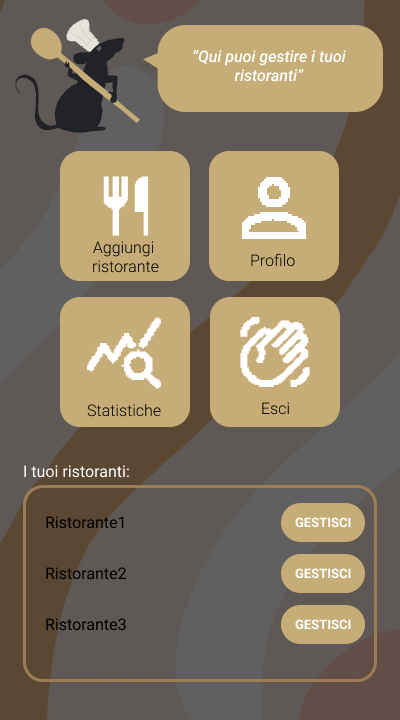 “Qui puoi gestire i tuoi
ristoranti”
Aggiungi
ristorante
Profilo
Statistiche
Esci
I tuoi ristoranti:
Ristorante1 GESTISCI
Ristorante2 GESTISCI
Ristorante3 GESTISCI